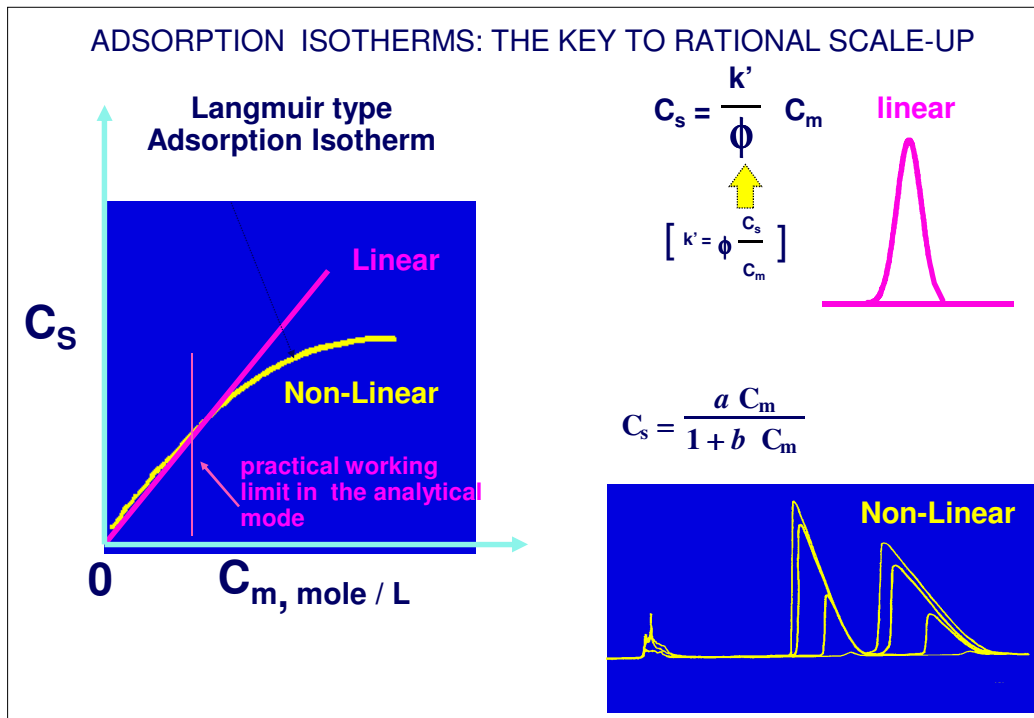 ADSORPTION ISOTHERMS: THE KEY TO RATIONAL SCALE-UP
Langmuir type
Adsorption Isotherm
Linear
Non-Linear
practical working
limit in the analytical
mode
Cs
0
Cm, mole / L
Cs = k’ / ϕ Cm
[ k’ = ϕ Cs / Cm ]
linear
Cs = a Cm / 1 + b Cm
Non-Linear